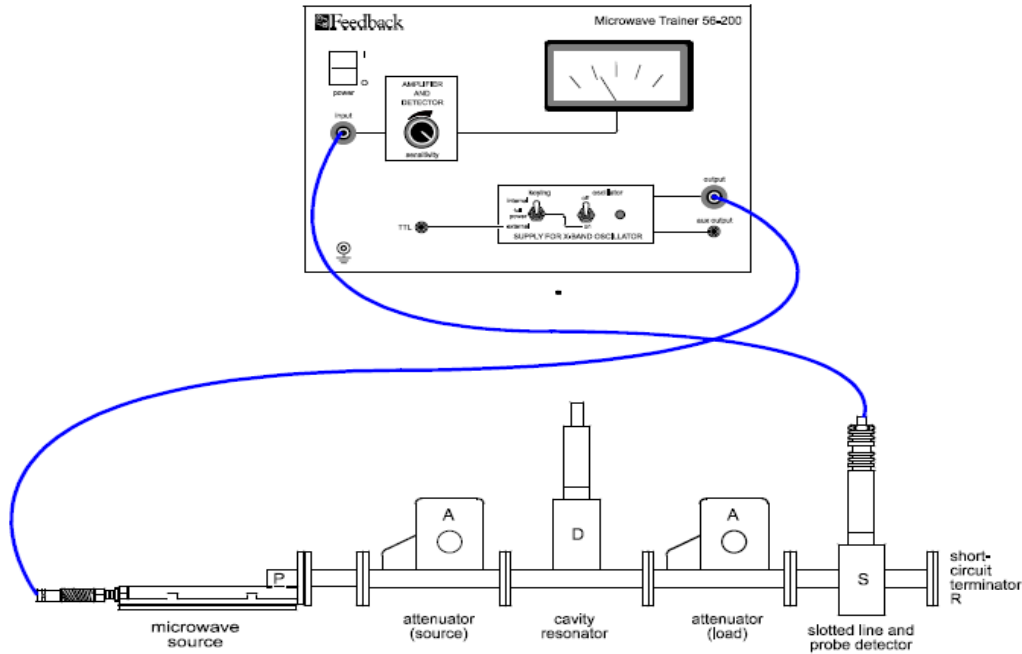 Feedback
Microwave Trainer 56-200
I
O
power
AMPLIFIER
AND
DETECTOR
input
sensitivity
output
keying
oscillator
internal
off
full
power
external
on
aux output
TTL
SUPPLY FOR X-BAND OSCILLATOR
A
D
A
P
S
short-
circuit
terminator
R
microwave
source
attenuator
(source)
cavity
resonator
attenuator
(load)
slotted line and
probe detector